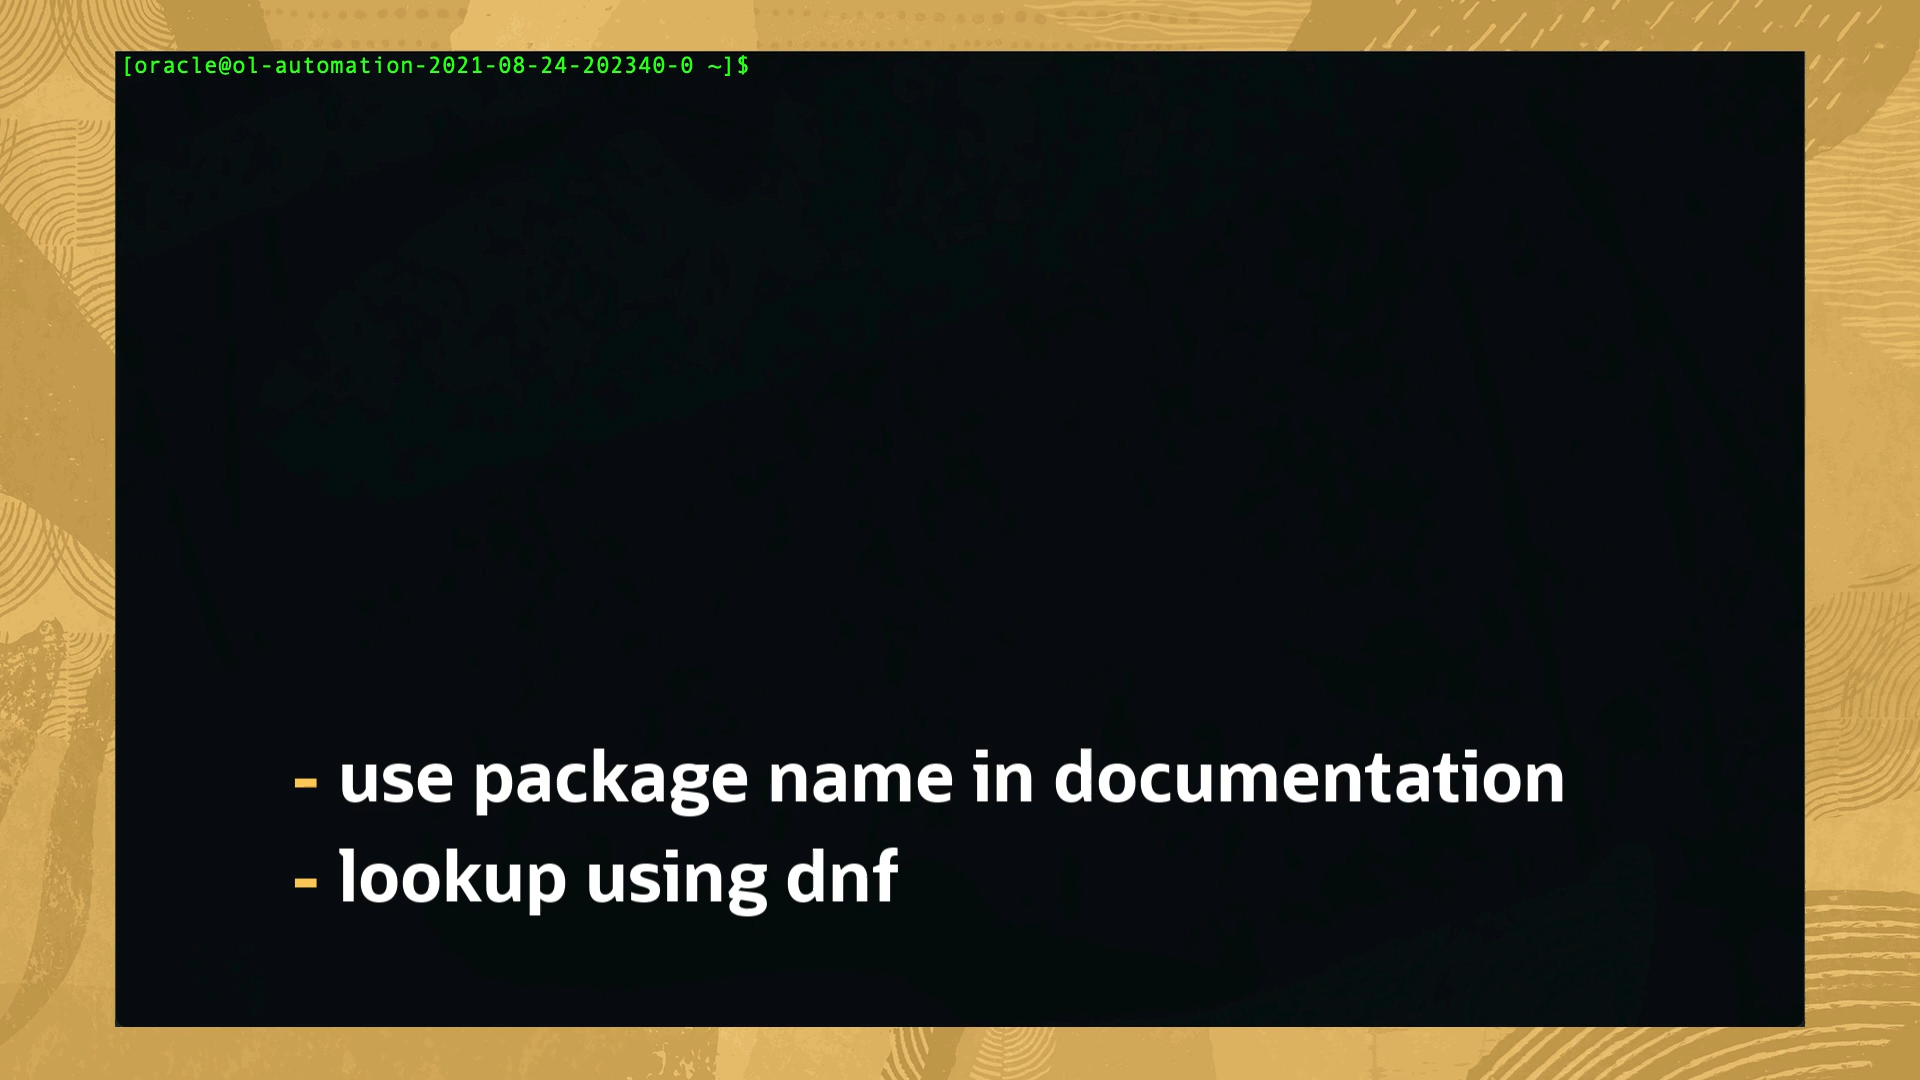 [oracle@ol-automation-2021-08-24-202340-0 ~]$
- use package name in documentation
- lookup using dnf